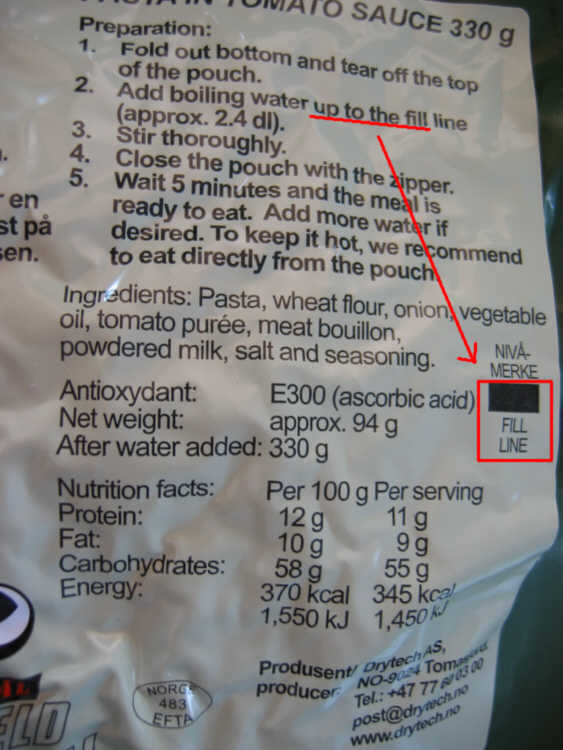 PASTA IN TOMATO SAUCE 330 g
Preparation:
1. Fold out bottom and tear off the top
of the pouch.
2. Add boiling water up to the fill line
(approx. 2.4 dl).
3. Stir thoroughly.
4. Close the pouch with the zipper.
5. Wait 5 minutes and the meal is
ready to eat. Add more water if
desired. To keep it hot, we recommend
to eat directly from the pouch
en
st på
sen.
Ingredients: Pasta, wheat flour, onion, vegetable
oil, tomato purée, meat bouillon,
powdered milk, salt and seasoning.
NIVÅ-
MERKE
FILL
LINE
Antioxydant: E300 (ascorbic acid)
Net weight: approx. 94 g
After water added: 330 g
Nutrition facts: Per 100 g Per serving
Protein: 12 g 11 g
Fat: 10 g 9 g
Carbohydrates: 58 g 55 g
Energy: 370 kcal 345 kcal
1,550 kJ 1,450 kJ
Produsent/
producer:
Drytech AS,
NO-9024
Tel.: +47 77
post@drytech.no
www.drytech.no
NORGE
483
EFTA
ELD